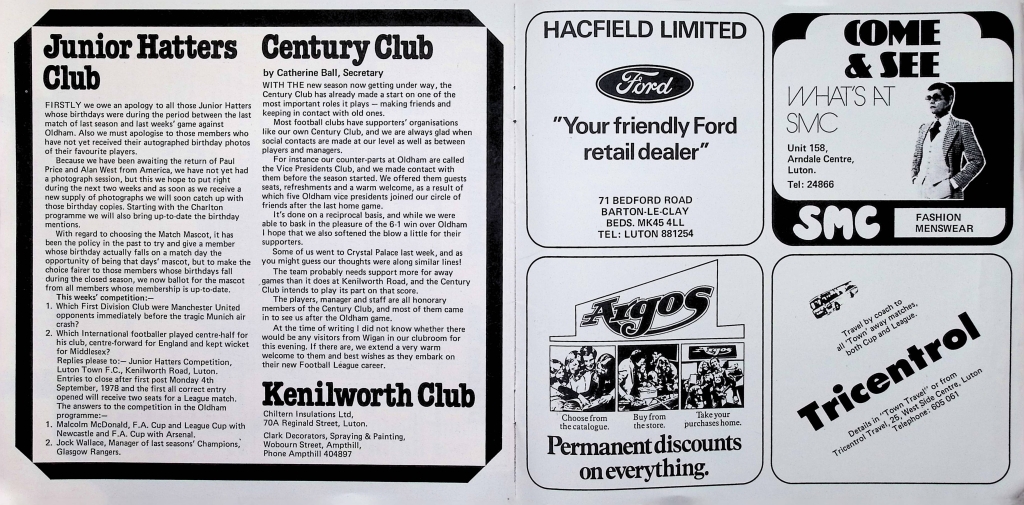 Junior Hatters
Club
FIRSTLY we owe an apology to all those Junior Hatters
whose birthdays were during the period between the last
match of last season and last weeks' game against
Oldham. Also we must apologise to those members who
have not yet received their autographed birthday photos
of their favourite players.
Because we have been awaiting the return of Paul
Price and Alan West from America, we have not yet had
a photograph session, but this we hope to put right
during the next two weeks and as soon as we receive a
new supply of photographs we will soon catch up with
those birthday copies. Starting with the Charlton
programme we will also bring up-to-date the birthday
mentions.
With regard to choosing the Match Mascot, it has
been the policy in the past to try and give a member
whose birthday actually falls on a match day the
opportunity of being that days' mascot, but to make the
choice fairer to those members whose birthdays fall
during the closed season, we now ballot for the mascot
from all members whose membership is up-to-date.
This weeks' competition:—
1. Which First Division Club were Manchester United
opponents immediately before the tragic Munich air
crash?
2. Which International footballer played centre-half for
his club, centre-forward for England and kept wicket
for Middlesex?
Replies please to:— Junior Hatters Competition,
Luton Town F.C., Kenilworth Road, Luton.
Entries to close after first post Monday 4th
September, 1978 and the first all correct entry
opened will receive two seats for a League match.
The answers to the competition in the Oldham
programme:—
1. Malcolm McDonald, F.A. Cup and League Cup with
Newcastle and F.A. Cup with Arsenal.
2. Jock Wallace, Manager of last seasons' Champions,
Glasgow Rangers.
Century Club
by Catherine Ball, Secretary
WITH THE new season now getting under way, the
Century Club has already made a start on one of the
most important roles it plays — making friends and
keeping in contact with old ones.
Most football clubs have supporters' organisations
like our own Century Club, and we are always glad when
social contacts are made at our level as well as between
players and managers.
For instance our counter-parts at Oldham are called
the Vice Presidents Club, and we made contact with
them before the season started. We offered them guests
seats, refreshments and a warm welcome, as a result of
which five Oldham vice presidents joined our circle of
friends after the last home game.
It's done on a reciprocal basis, and while we were
able to bask in the pleasure of the 6-1 win over Oldham
I hope that we also softened the blow a little for their
supporters.
Some of us went to Crystal Palace last week, and as
you might guess our thoughts were along similar lines!
The team probably needs support more for away
games than it does at Kenilworth Road, and the Century
Club intends to play its part on that score.
The players, manager and staff are all honorary
members of the Century Club, and most of them came
in to see us after the Oldham game.
At the time of writing I did not know whether there
would be any visitors from Wigan in our clubroom for
this evening. If there are, we extend a very warm
welcome to them and best wishes as they embark on
their new Football League career.
Kenilworth Club
Chiltern Insulations Ltd,
70A Reginald Street, Luton.
Clark Decorators, Spraying & Painting,
Wobourn Street, Ampthill,
Phone Ampthill 404897
HACFIELD LIMITED
Ford
"Your friendly Ford
retail dealer"
71 BEDFORD ROAD
BARTON-LE-CLAY
BEDS. MK45 4LL
TEL: LUTON 881254
COME
& SEE
WHAT'S AT
SMC
Unit 158,
Arndale Centre,
Luton.
Tel: 24866
SMC
FASHION
MENSWEAR
Argos
Argos
Choose from
the catalogue.
Buy from
the store.
Take your
purchases home.
Permanent discounts
on everything.
Travel by coach to
all 'Town' away matches,
both Cup and League.
Tricentrol
Details in "Town Travel" or from
Tricentrol Travel, 26, West Side Centre, Luton
Telephone: 605 061